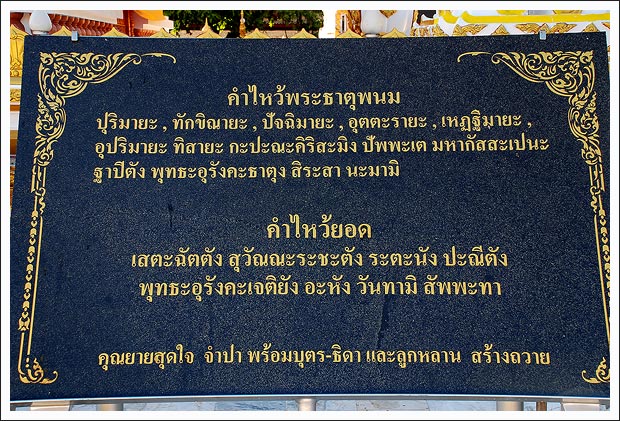 คำไหว้พระธาตุพนม
ปุริมายะ , ทักขิณายะ , ปัจฉิมายะ , อุตตะรายะ , เหฏฐิมายะ ,
อุปริมายะ ทิสายะ กะปะณะคิริสะมิง ปัพพะเต มหากัสสะเปนะ
ฐาปิตัง พุทธะอุรังคะธาตุง สิระสา นะมามิ
คำไหว้ยอด
เสตะฉัตตัง สุวัณณะระชะตัง ระตะนัง ปะณีตัง
พุทธะอุรังคะเจติยัง อะหัง วันทามิ สัพพะทา
คุณยายสุดใจ จำปา พร้อมบุตร-ธิดา และลูกหลาน สร้างถวาย